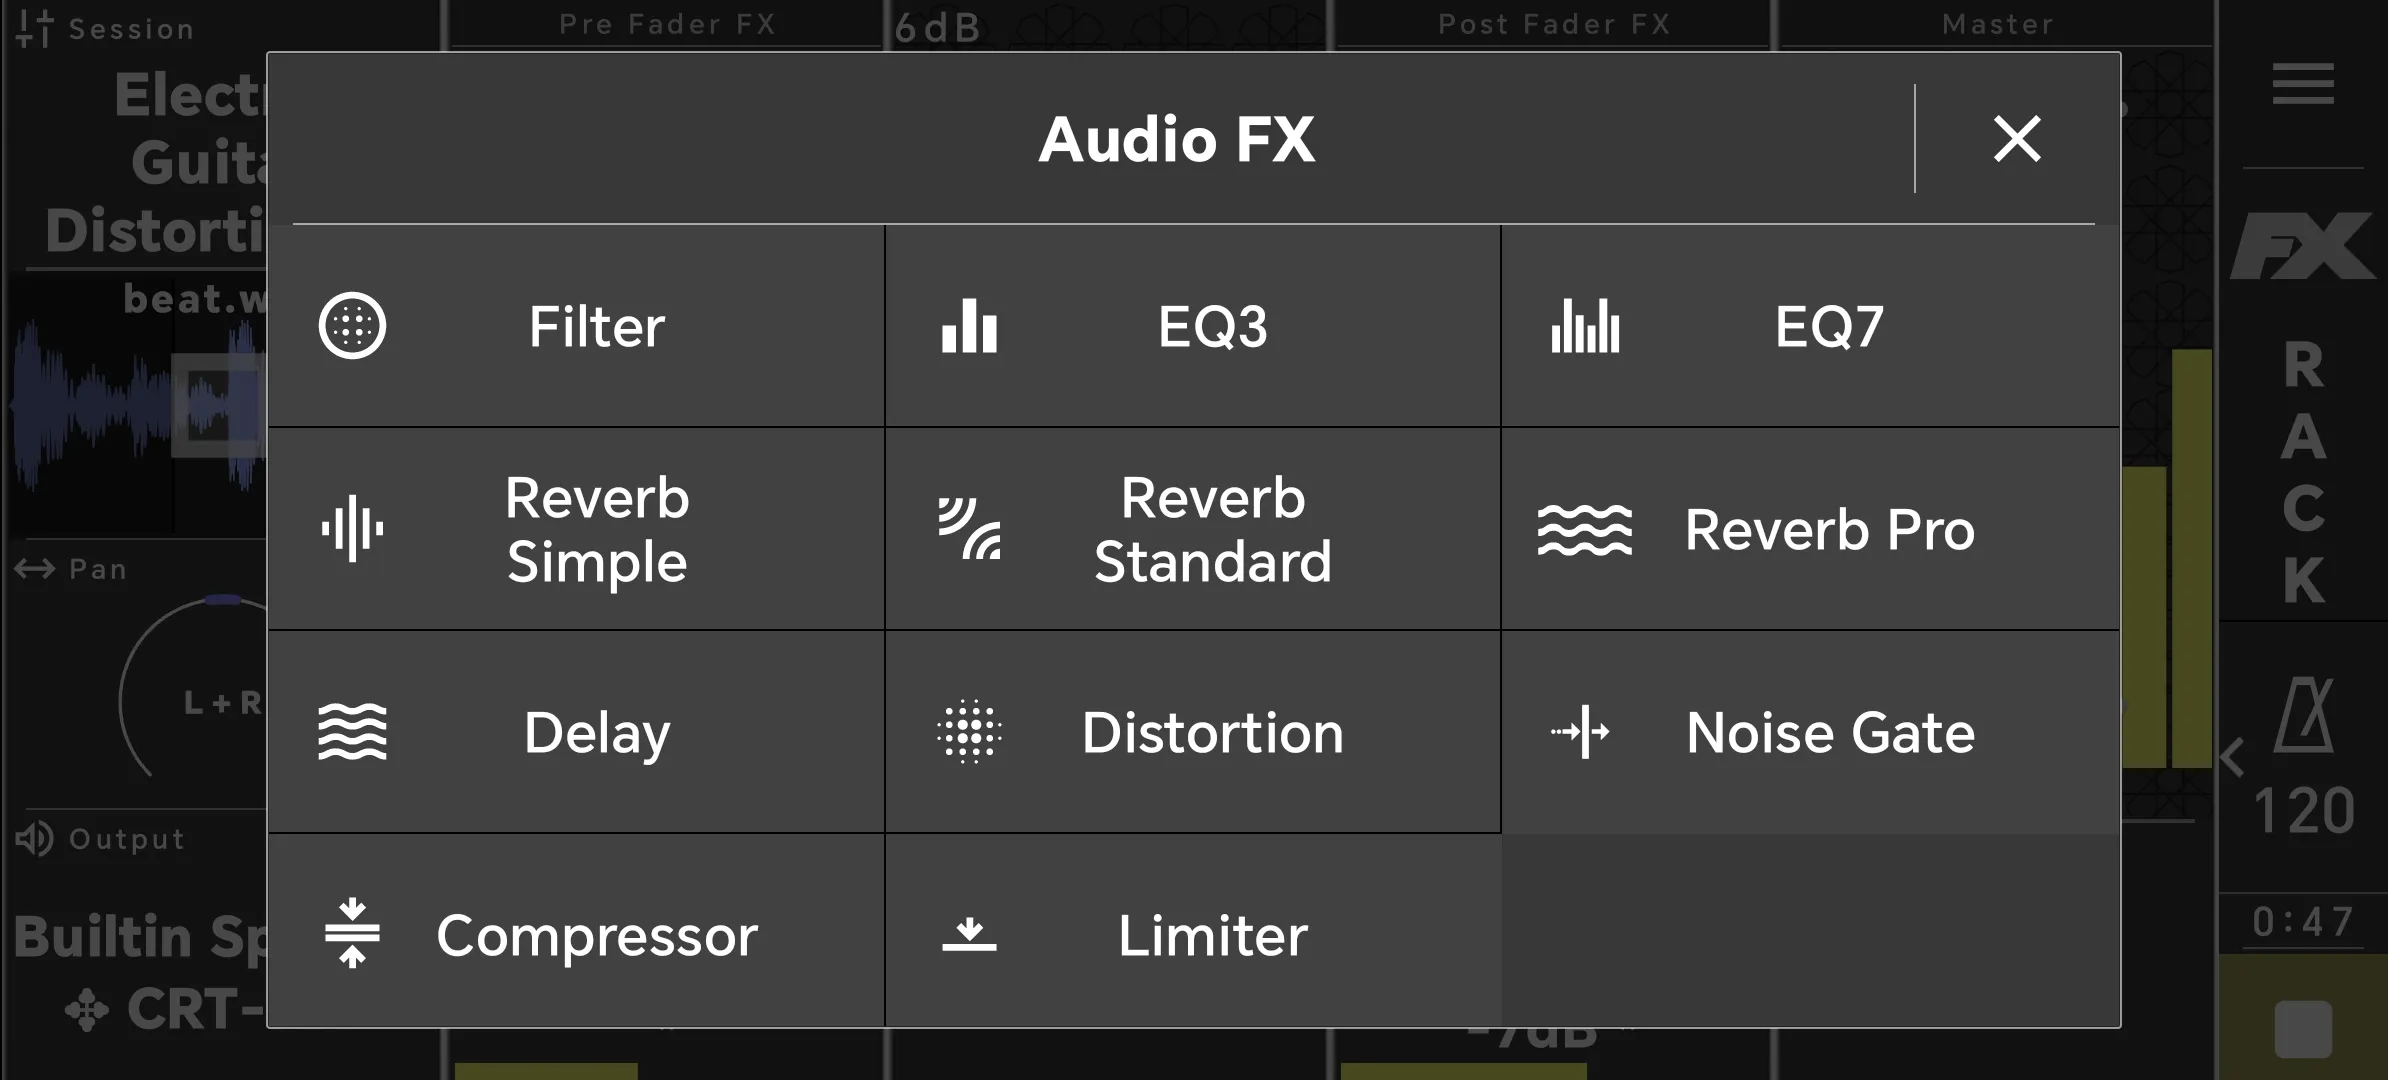 Session
Pre Fader FX
6dB
Post Fader FX
Master
Electr
Guita
Distorti
beat.w
Pan
L+R
Output
Builtin Sp
CRT-
Audio FX
Filter
EQ3
EQ7
Reverb
Simple
Reverb
Standard
Reverb Pro
Delay
Distortion
Noise Gate
Compressor
Limiter
-7dB
FX
R
A
C
K
120
0:47